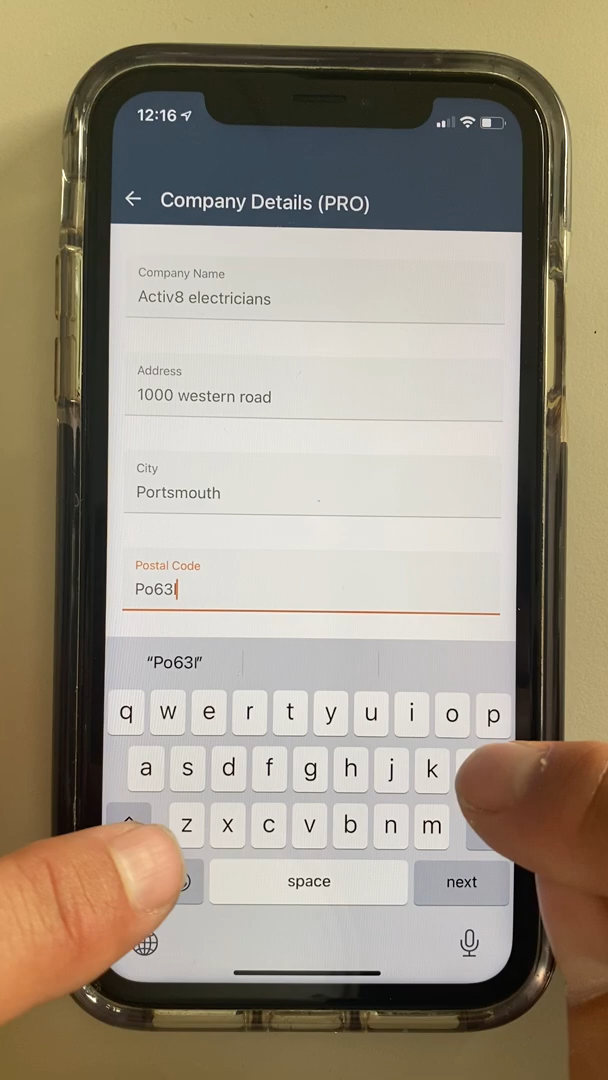 12:16
Company Details (PRO)
Company Name
Activ8 electricians
Address
1000 western road
City
Portsmouth
Postal Code
Po63l
“Po63l”
q w e r t y u i o p
a s d f g h j k
z x c v b n m
space next